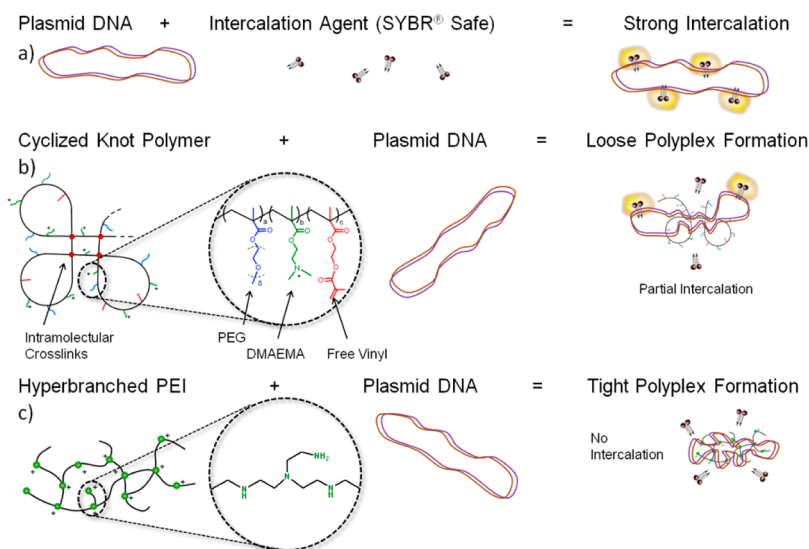 Plasmid DNA + Intercalation Agent (SYBR® Safe) = Strong Intercalation
a)
Cyclized Knot Polymer + Plasmid DNA = Loose Polyplex Formation
b)
a b c
O O O
O O O
O 8 N O
+
O
Partial Intercalation
Intramolectular
Crosslinks
PEG
DMAEMA
Free Vinyl
Hyperbranched PEI + Plasmid DNA = Tight Polyplex Formation
c)
No
Intercalation
NH₂
N
N H
N H